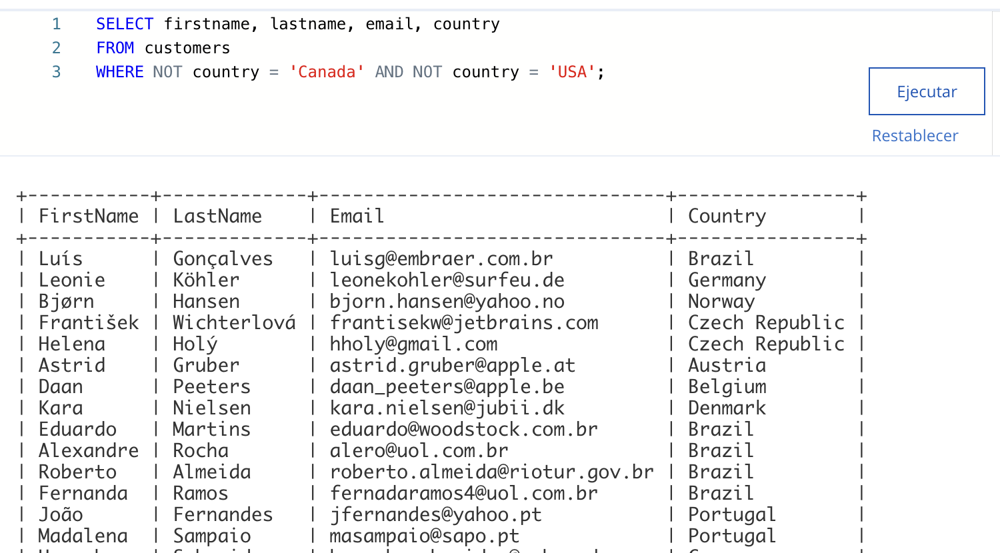 1 SELECT firstname, lastname, email, country
2 FROM customers
3 WHERE NOT country = 'Canada' AND NOT country = 'USA';
Ejecutar
Restablecer
+-----------+-------------+-------------------------------+----------------+
| FirstName | LastName | Email | Country |
+-----------+-------------+-------------------------------+----------------+
| Luís | Gonçalves | luisg@embraer.com.br | Brazil |
| Leonie | Köhler | leonekohler@surfeu.de | Germany |
| Bjørn | Hansen | bjorn.hansen@yahoo.no | Norway |
| František | Wichterlová | frantisekw@jetbrains.com | Czech Republic |
| Helena | Holý | hholy@gmail.com | Czech Republic |
| Astrid | Gruber | astrid.gruber@apple.at | Austria |
| Daan | Peeters | daan_peeters@apple.be | Belgium |
| Kara | Nielsen | kara.nielsen@jubii.dk | Denmark |
| Eduardo | Martins | eduardo@woodstock.com.br | Brazil |
| Alexandre | Rocha | alero@uol.com.br | Brazil |
| Roberto | Almeida | roberto.almeida@riotur.gov.br | Brazil |
| Fernanda | Ramos | fernadaramos4@uol.com.br | Brazil |
| João | Fernandes | jfernandes@yahoo.pt | Portugal |
| Madalena | Sampaio | masampaio@sapo.pt | Portugal |